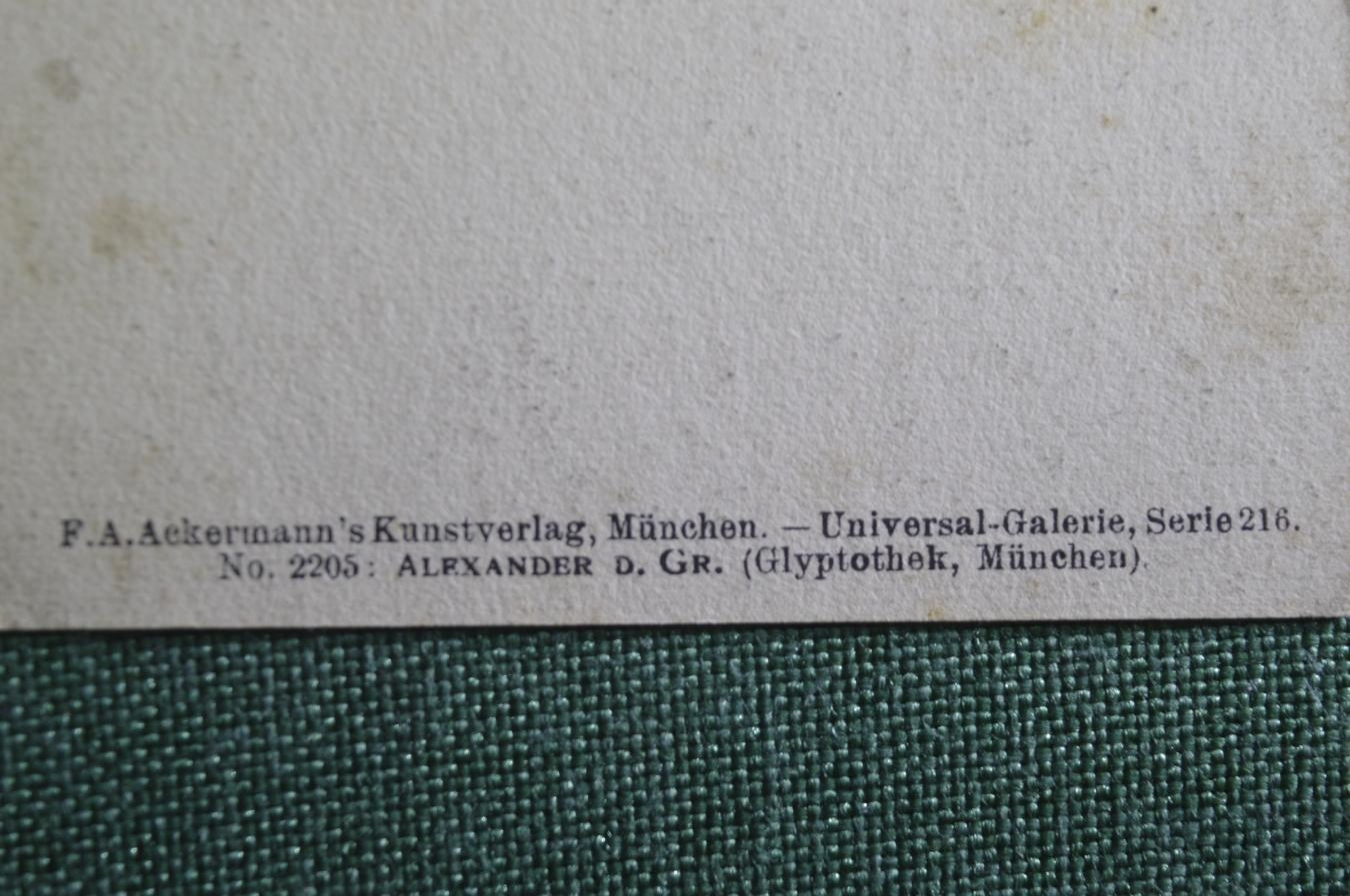 F.A.Ackermann's Kunstverlag, München. — Universal-Galerie, Serie 216.
No. 2205: ALEXANDER D. GR. (Glyptothek, München).